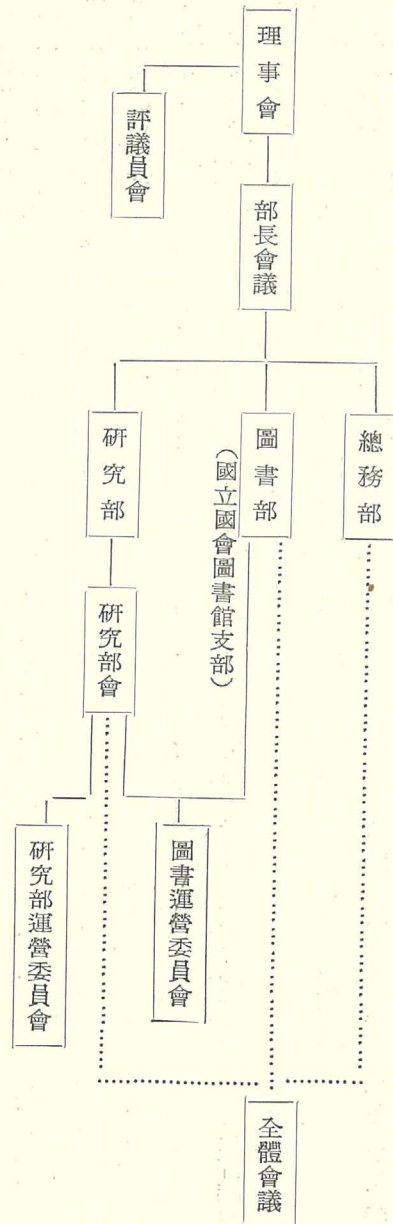 理事會
評議員會
部長會議
總務部
圖書部
(國立國會圖書館支部)
研究部
研究部會
圖書運營委員會
研究部運營委員會
全體會議